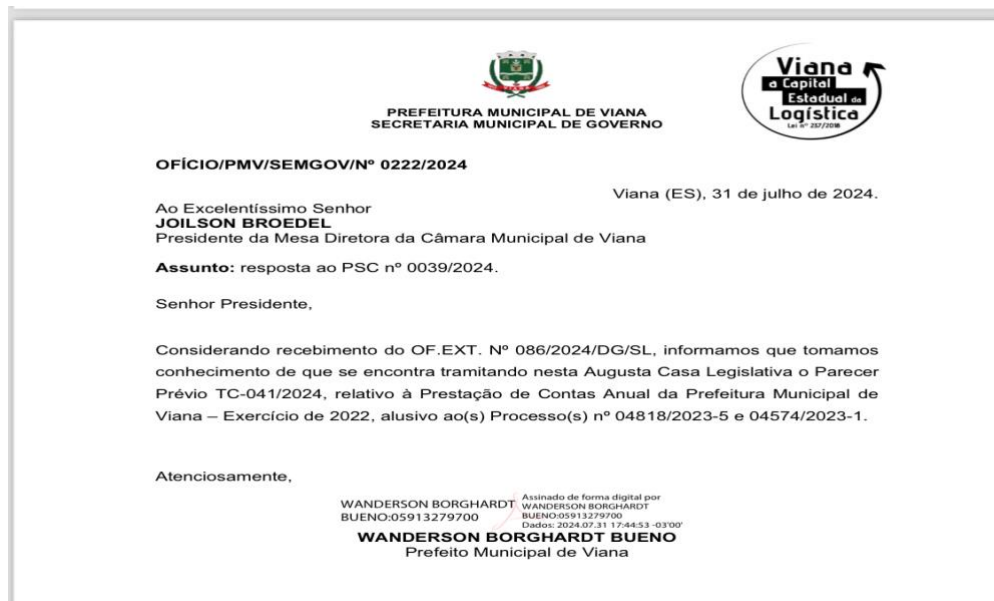 VIANA
Viana
a Capital
Estadual da
Logística
Lei nº 257/2018
PREFEITURA MUNICIPAL DE VIANA
SECRETARIA MUNICIPAL DE GOVERNO
OFÍCIO/PMV/SEMGOV/Nº 0222/2024
Viana (ES), 31 de julho de 2024.
Ao Excelentíssimo Senhor
JOILSON BROEDEL
Presidente da Mesa Diretora da Câmara Municipal de Viana
Assunto: resposta ao PSC nº 0039/2024.
Senhor Presidente,
Considerando recebimento do OF.EXT. Nº 086/2024/DG/SL, informamos que tomamos
conhecimento de que se encontra tramitando nesta Augusta Casa Legislativa o Parecer
Prévio TC-041/2024, relativo à Prestação de Contas Anual da Prefeitura Municipal de
Viana – Exercício de 2022, alusivo ao(s) Processo(s) nº 04818/2023-5 e 04574/2023-1.
Atenciosamente,
WANDERSON BORGHARDT
BUENO:05913279700
Assinado de forma digital por
WANDERSON BORGHARDT
BUENO:05913279700
Dados: 2024.07.31 17:44:53 -03'00'
WANDERSON BORGHARDT BUENO
Prefeito Municipal de Viana